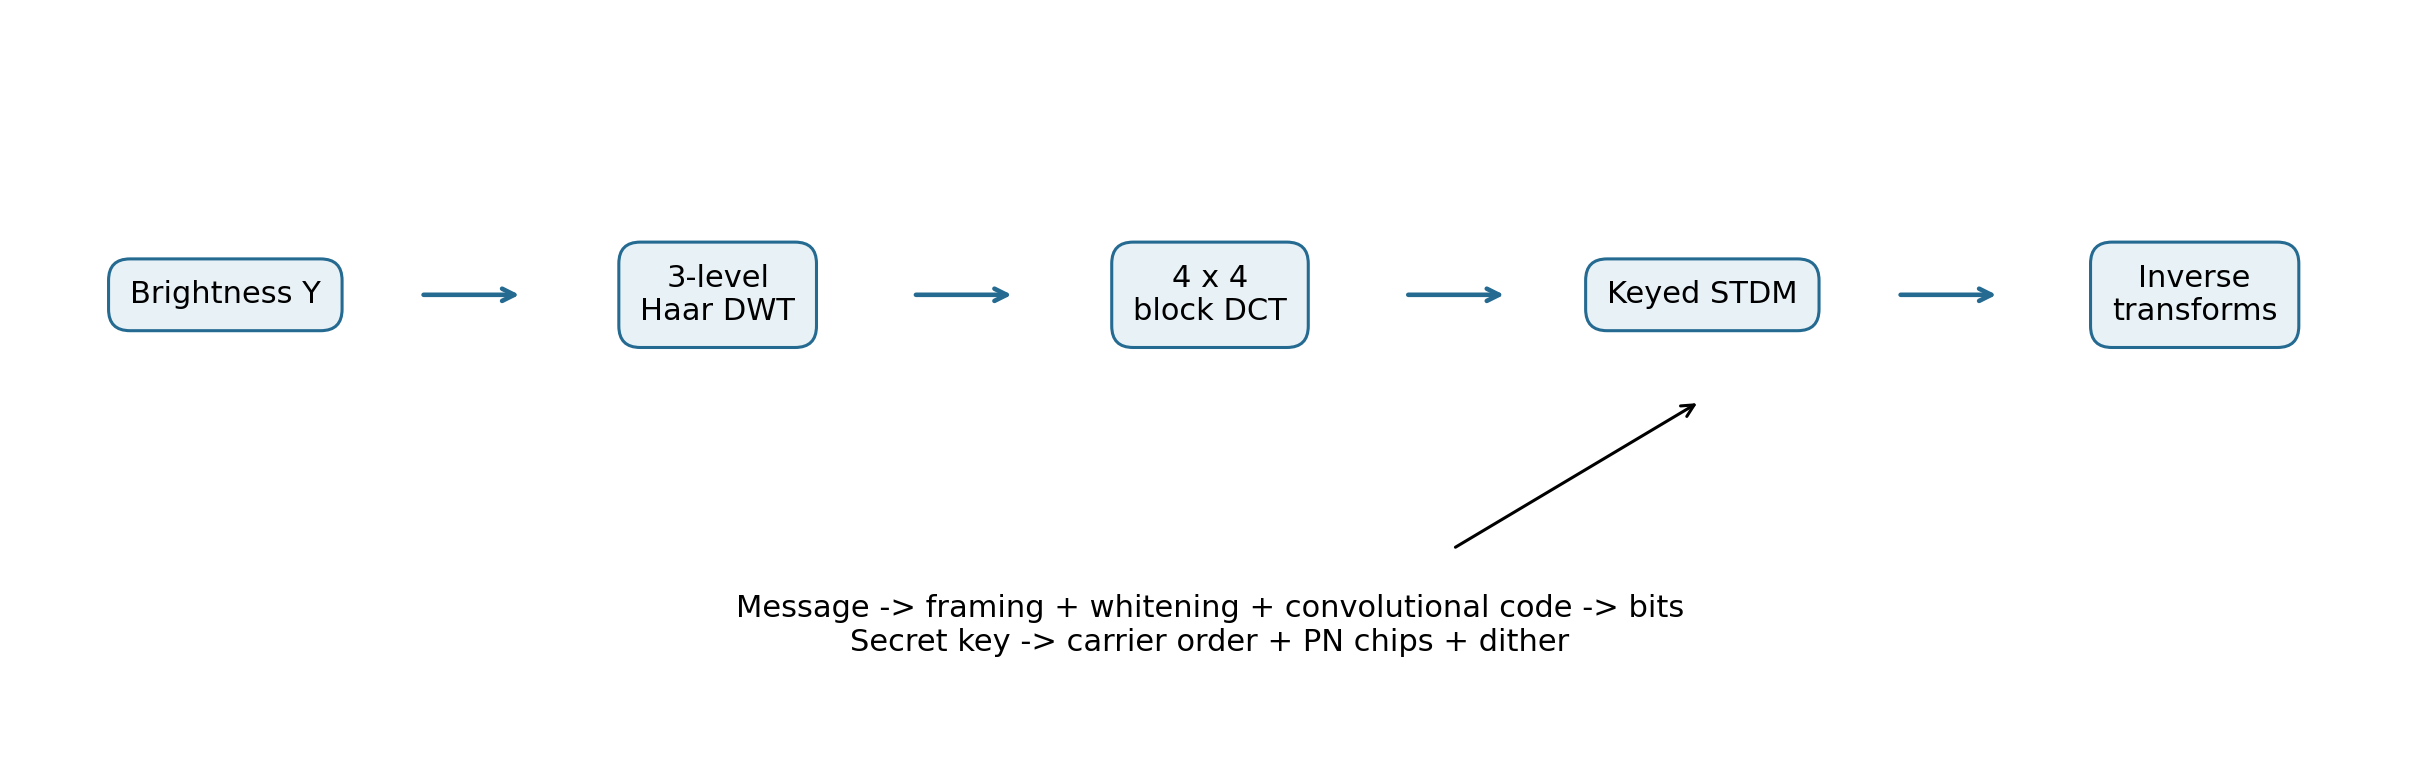 Brightness Y
3-level
Haar DWT
4 x 4
block DCT
Keyed STDM
Inverse
transforms
Message -> framing + whitening + convolutional code -> bits
Secret key -> carrier order + PN chips + dither